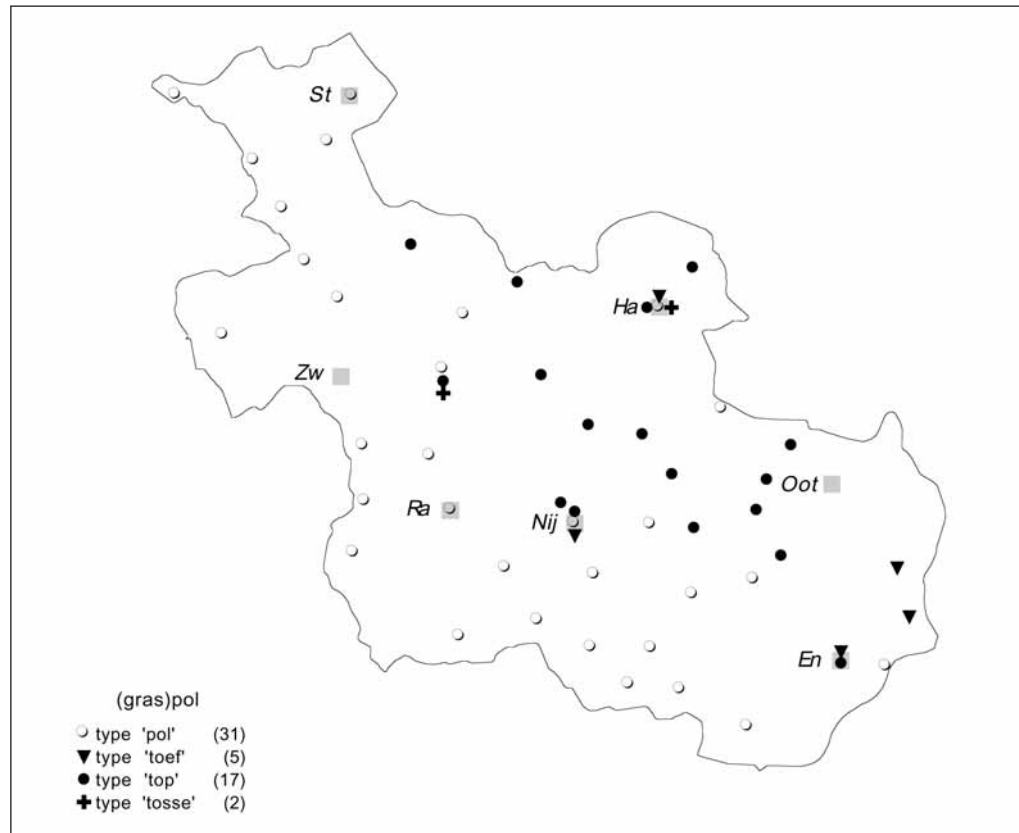 St
Ha
Zw
Oot
Ra
Nij
En
(gras)pol
type 'pol' (31)
type 'toef' (5)
type 'top' (17)
type 'tosse' (2)